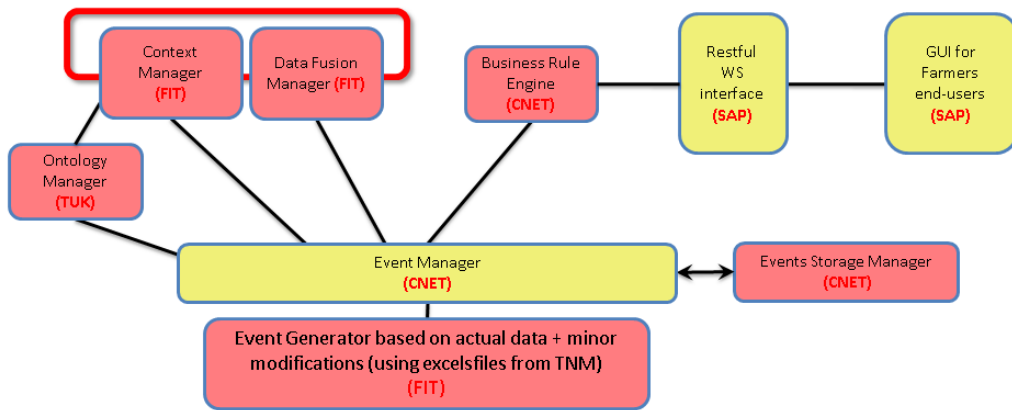 Context
Manager
(FIT)
Data Fusion
Manager (FIT)
Business Rule
Engine
(CNET)
Restful
WS
interface
(SAP)
GUI for
Farmers
end-users
(SAP)
Ontology
Manager
(TUK)
Event Manager
(CNET)
Events Storage Manager
(CNET)
Event Generator based on actual data + minor
modifications (using excelsfiles from TNM)
(FIT)